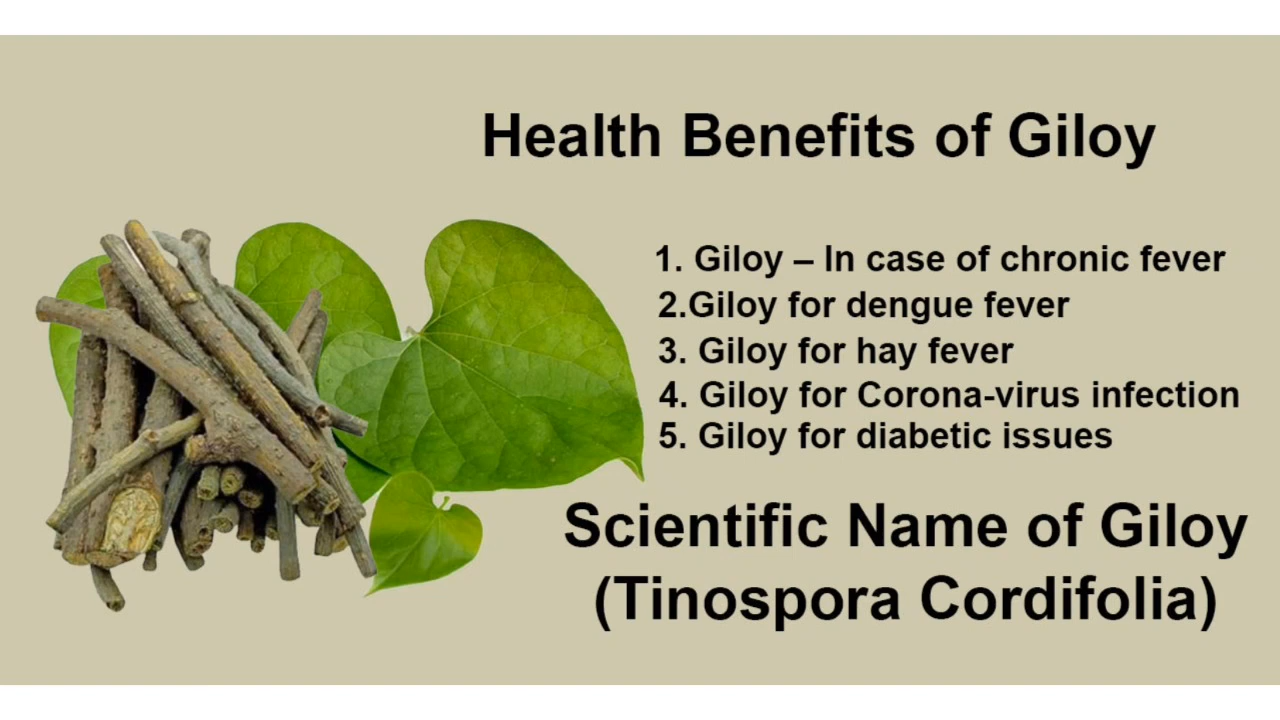 Health Benefits of Giloy
1. Giloy – In case of chronic fever
2.Giloy for dengue fever
3. Giloy for hay fever
4. Giloy for Corona-virus infection
5. Giloy for diabetic issues
Scientific Name of Giloy
(Tinospora Cordifolia)